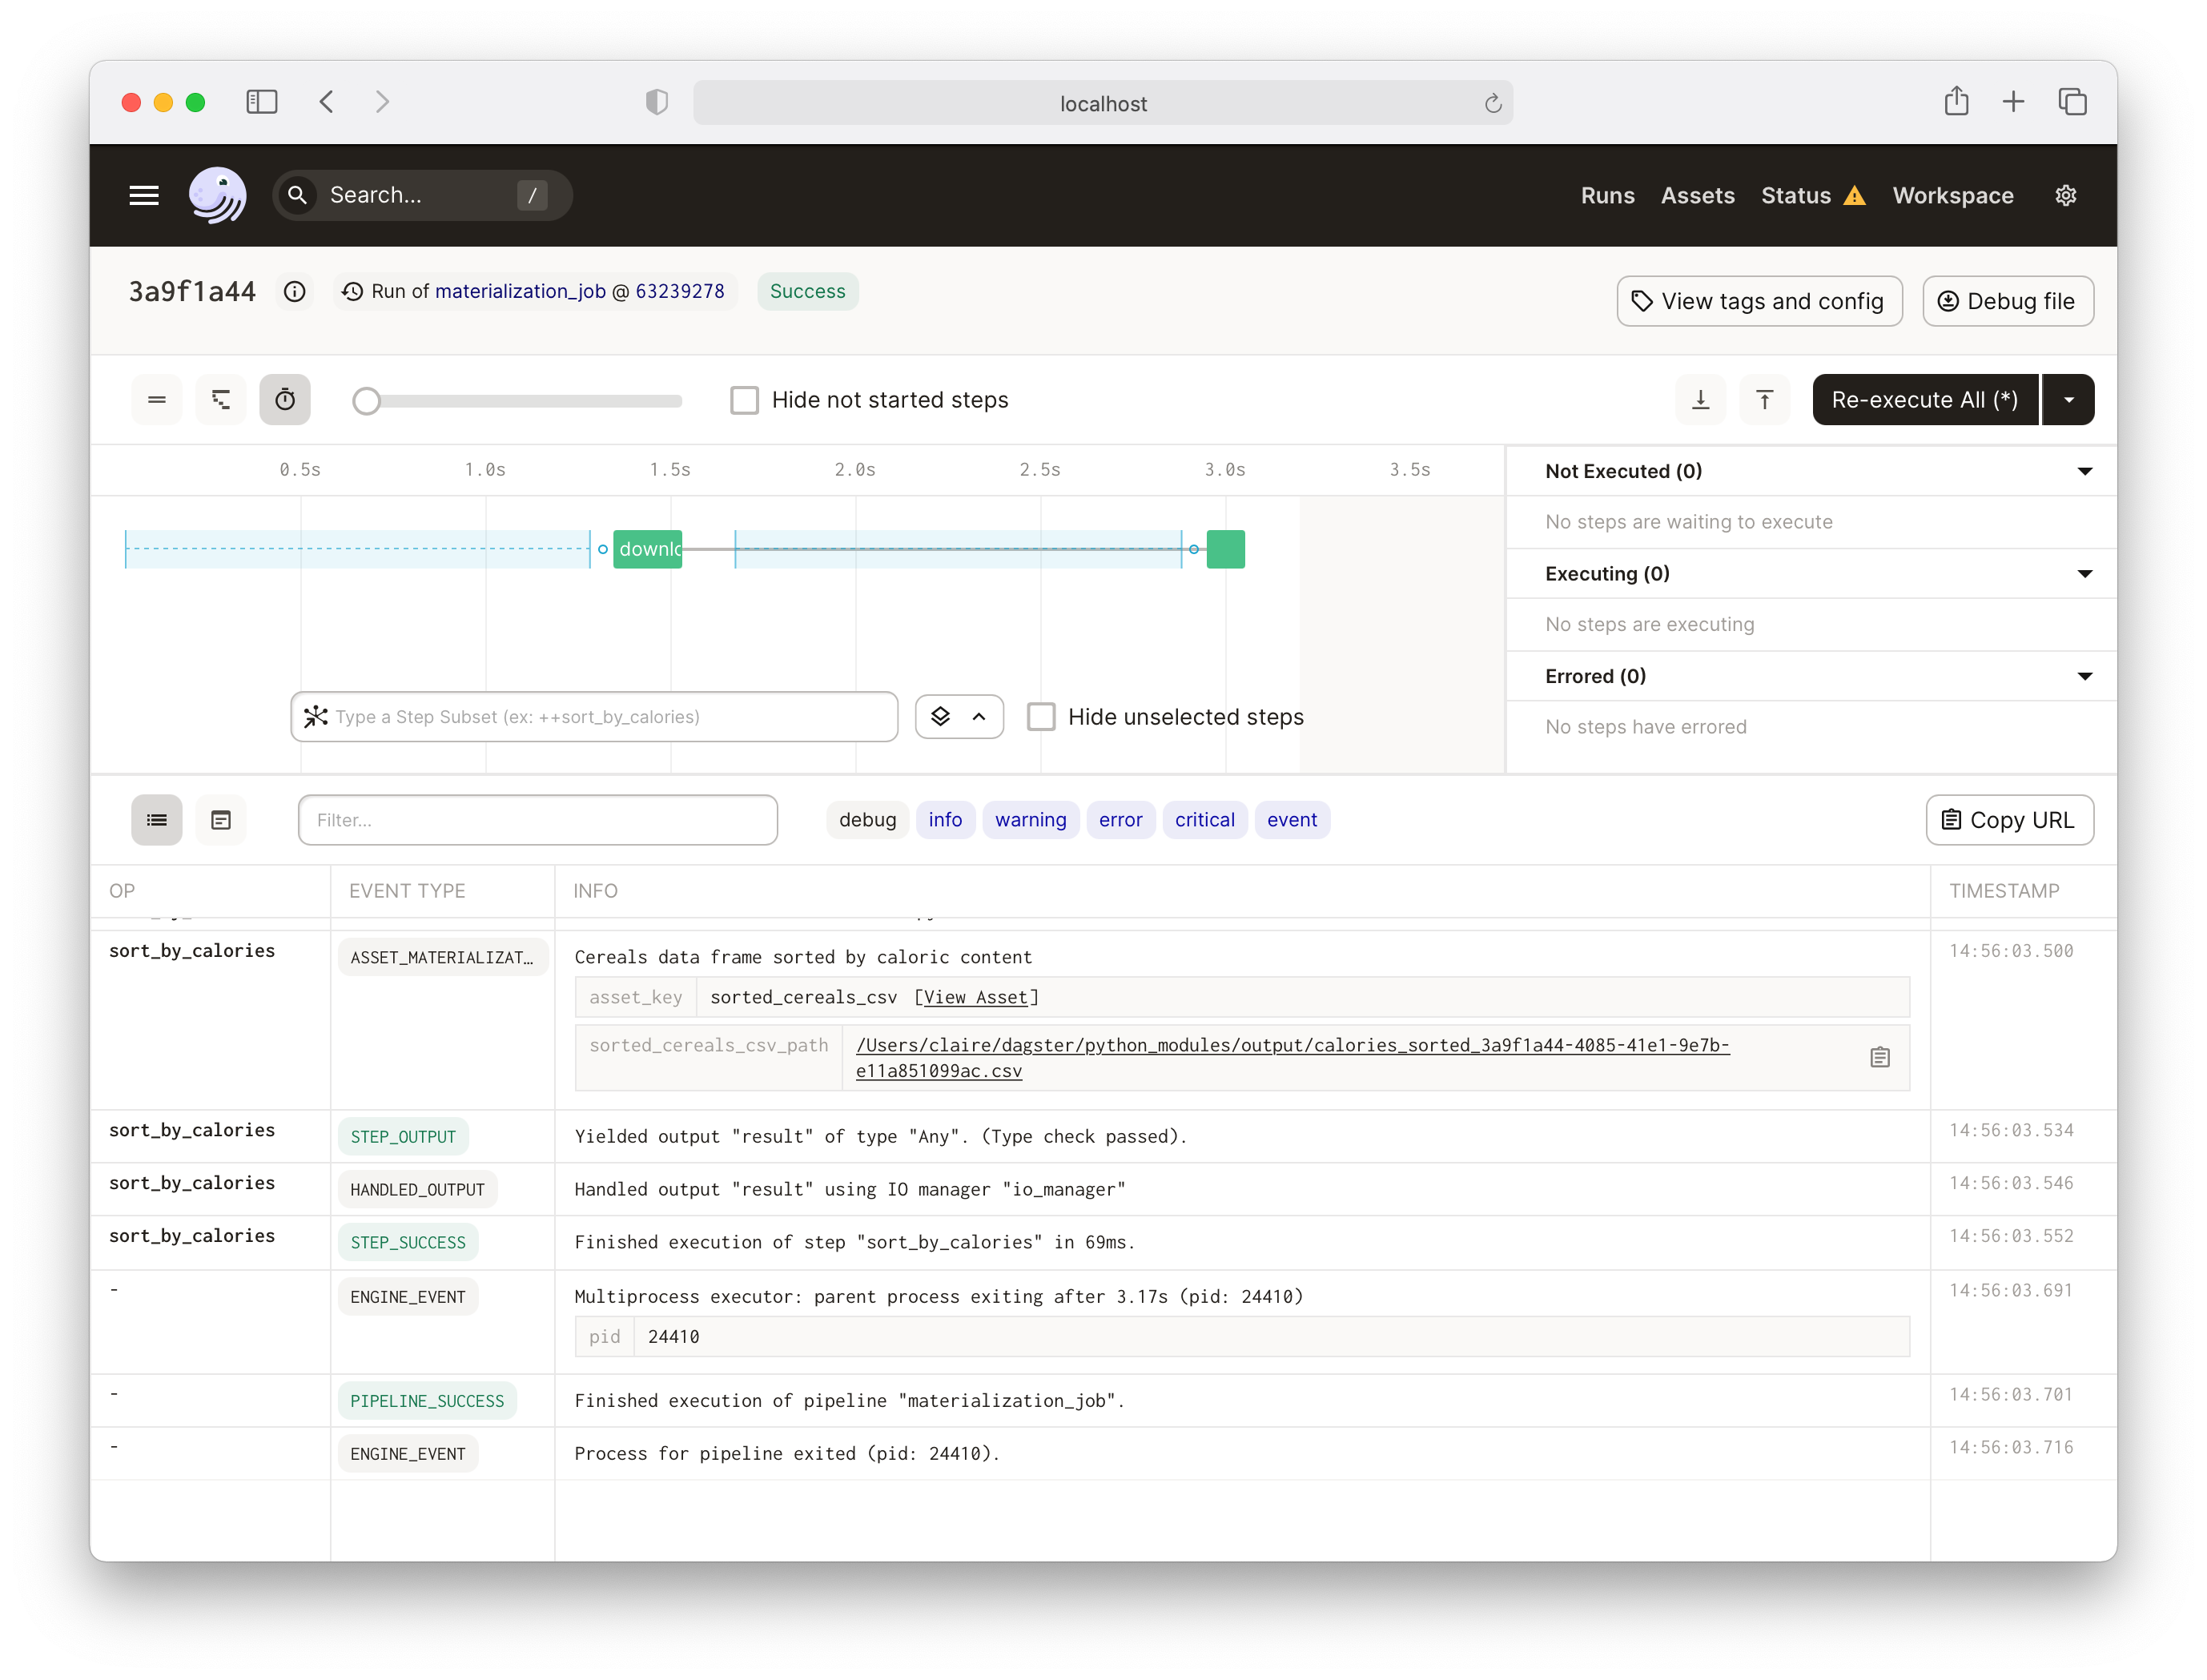 localhost
Search... /
Runs Assets Status Workspace
3a9f1a44 Run of materialization_job @ 63239278 Success
View tags and config Debug file
Hide not started steps
Re-execute All (*)
0.5s 1.0s 1.5s 2.0s 2.5s 3.0s 3.5s
Not Executed (0)
No steps are waiting to execute
downlo
Executing (0)
No steps are executing
Errored (0)
No steps have errored
Type a Step Subset (ex: ++sort_by_calories)
Hide unselected steps
Filter...
debug info warning error critical event
Copy URL
OP EVENT TYPE INFO TIMESTAMP
sort_by_calories ASSET_MATERIALIZAT… Cereals data frame sorted by caloric content 14:56:03.500
asset_key sorted_cereals_csv [View Asset]
sorted_cereals_csv_path /Users/claire/dagster/python_modules/output/calories_sorted_3a9f1a44-4085-41e1-9e7b-
e11a851099ac.csv
sort_by_calories STEP_OUTPUT Yielded output "result" of type "Any". (Type check passed). 14:56:03.534
sort_by_calories HANDLED_OUTPUT Handled output "result" using IO manager "io_manager" 14:56:03.546
sort_by_calories STEP_SUCCESS Finished execution of step "sort_by_calories" in 69ms. 14:56:03.552
- ENGINE_EVENT Multiprocess executor: parent process exiting after 3.17s (pid: 24410) 14:56:03.691
pid 24410
- PIPELINE_SUCCESS Finished execution of pipeline "materialization_job". 14:56:03.701
- ENGINE_EVENT Process for pipeline exited (pid: 24410). 14:56:03.716